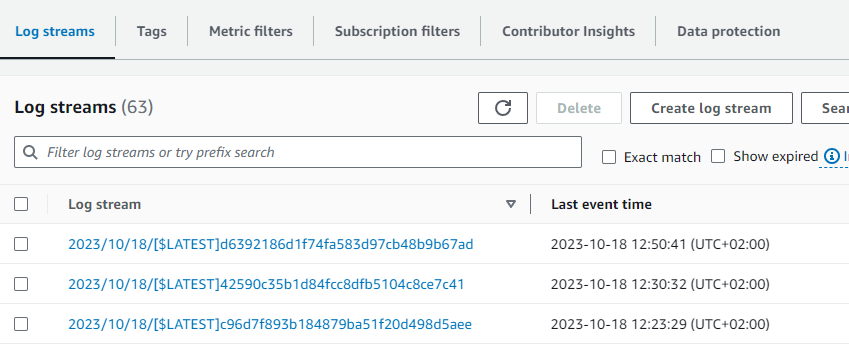 Log streams Tags Metric filters Subscription filters Contributor Insights Data protection
Log streams (63) Delete Create log stream
Filter log streams or try prefix search Exact match Show expired
Log stream Last event time
2023/10/18/[$LATEST]d6392186d1f74fa583d97cb48b9b67ad 2023-10-18 12:50:41 (UTC+02:00)
2023/10/18/[$LATEST]42590c35b1d84fcc8dfb5104c8ce7c41 2023-10-18 12:30:32 (UTC+02:00)
2023/10/18/[$LATEST]c96d7f893b184879ba51f20d498d5aee 2023-10-18 12:23:29 (UTC+02:00)